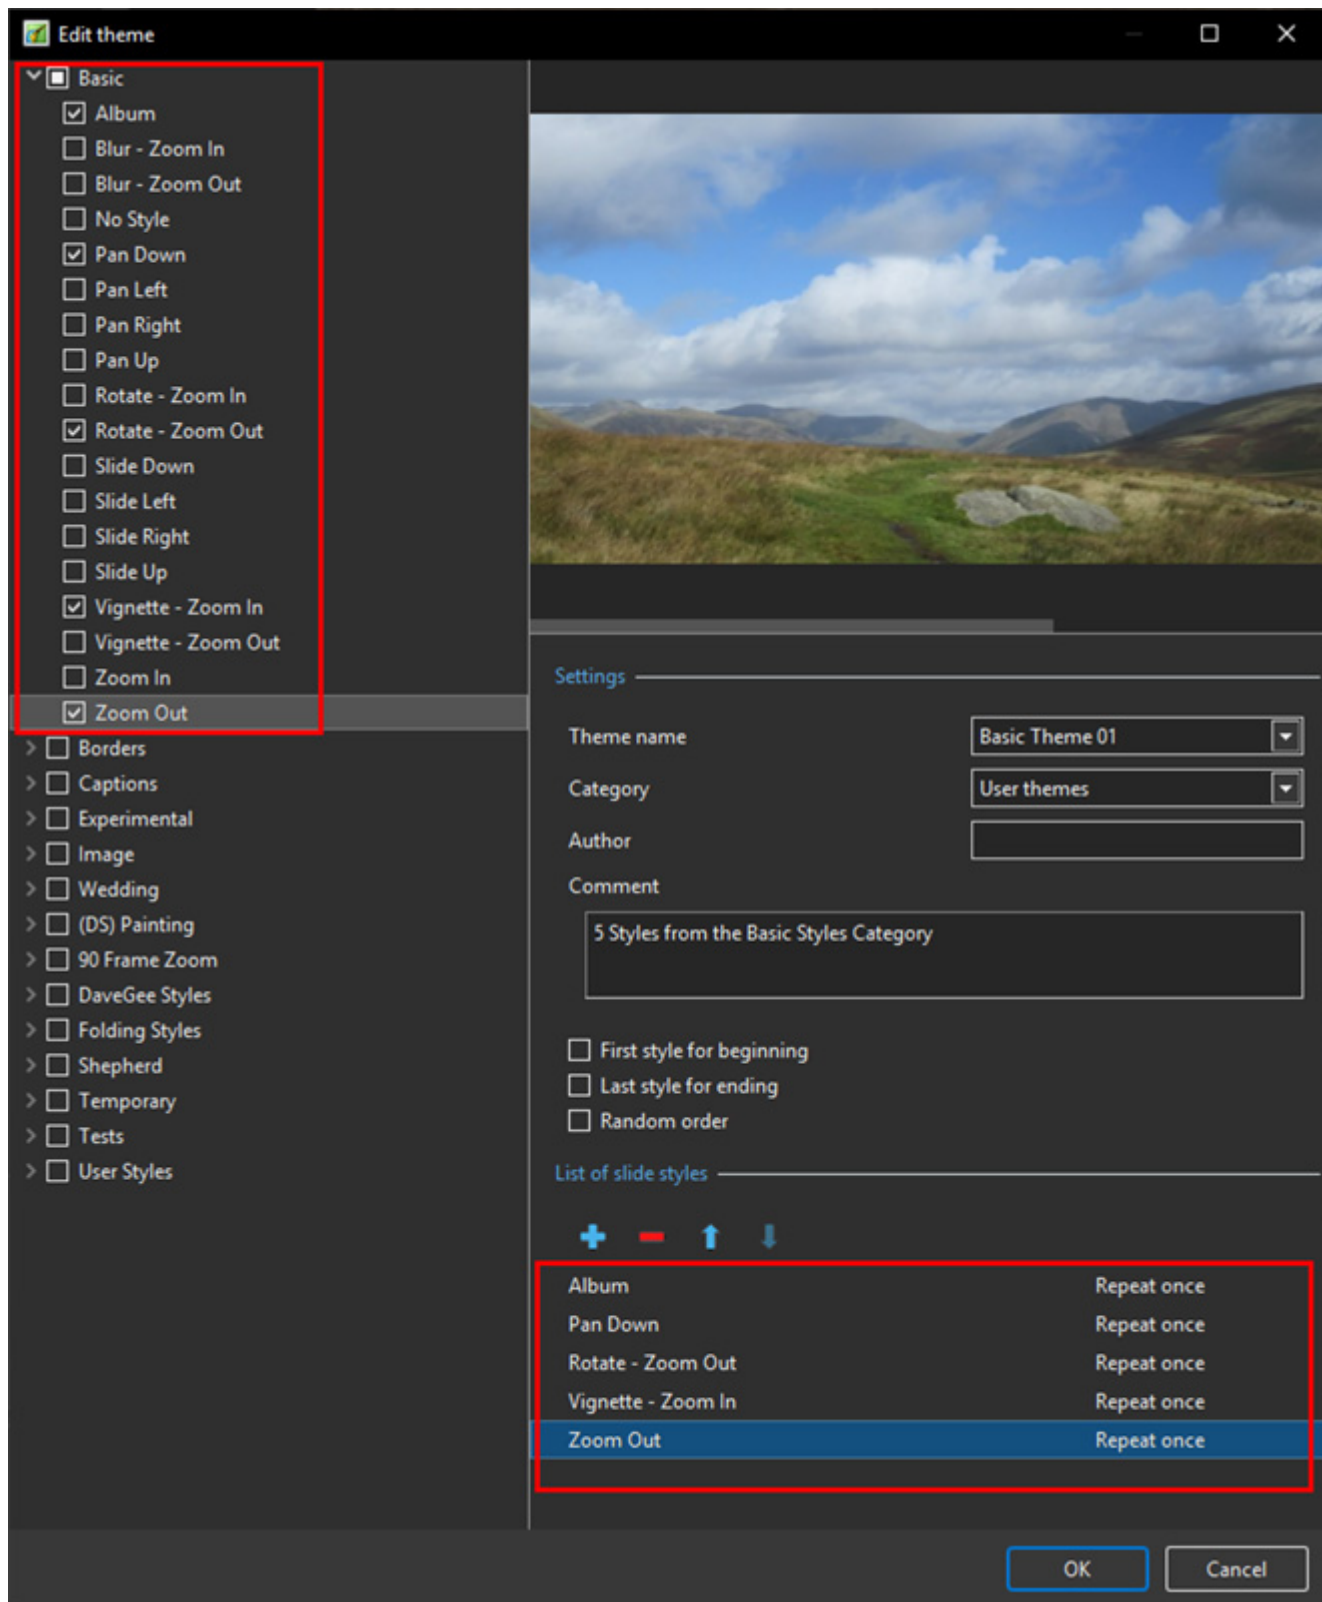 Edit theme
Basic
Album
Blur - Zoom In
Blur - Zoom Out
No Style
Pan Down
Pan Left
Pan Right
Pan Up
Rotate - Zoom In
Rotate - Zoom Out
Slide Down
Slide Left
Slide Right
Slide Up
Vignette - Zoom In
Vignette - Zoom Out
Zoom In
Zoom Out
Borders
Captions
Experimental
Image
Wedding
(DS) Painting
90 Frame Zoom
DaveGee Styles
Folding Styles
Shepherd
Temporary
Tests
User Styles
Settings
Theme name Basic Theme 01
Category User themes
Author
Comment
5 Styles from the Basic Styles Category
First style for beginning
Last style for ending
Random order
List of slide styles
Album Repeat once
Pan Down Repeat once
Rotate - Zoom Out Repeat once
Vignette - Zoom In Repeat once
Zoom Out Repeat once
OK Cancel